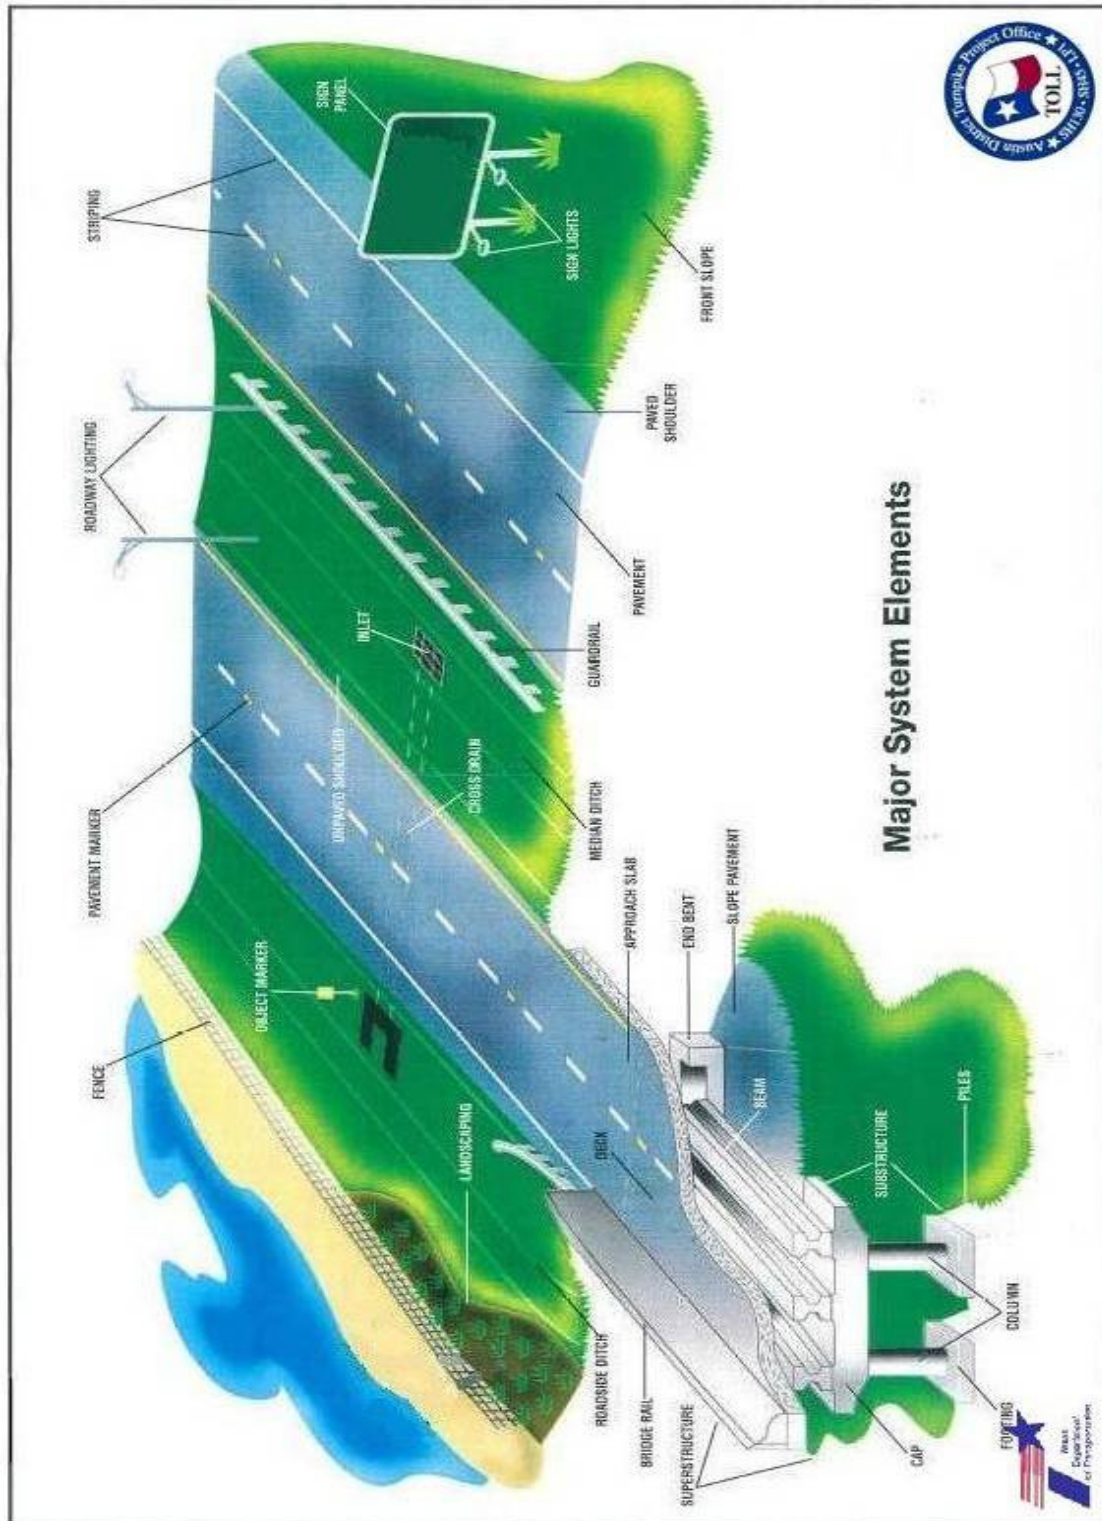 STRIPING
SIGN
PANEL
SIGN LIGHTS
FRONT SLOPE
ROADWAY LIGHTING
PAVED
SHOULDER
PAVEMENT
INLET
GUARDRAIL
PAVEMENT MARKER
UNPAVED SHOULDER
CROSS DRAIN
MEDIAN DITCH
FENCE
OBJECT MARKER
APPROACH SLAB
END BENT
SLOPE PAVEMENT
LANDSCAPING
DECK
BEAM
SUBSTRUCTURE
PILES
ROADSIDE DITCH
BRIDGE RAIL
SUPERSTRUCTURE
CAP
COLUMN
FOOTING
Major System Elements
Austin District Turnpike Project Office ★
TOLL
Texas
Department
of Transportation